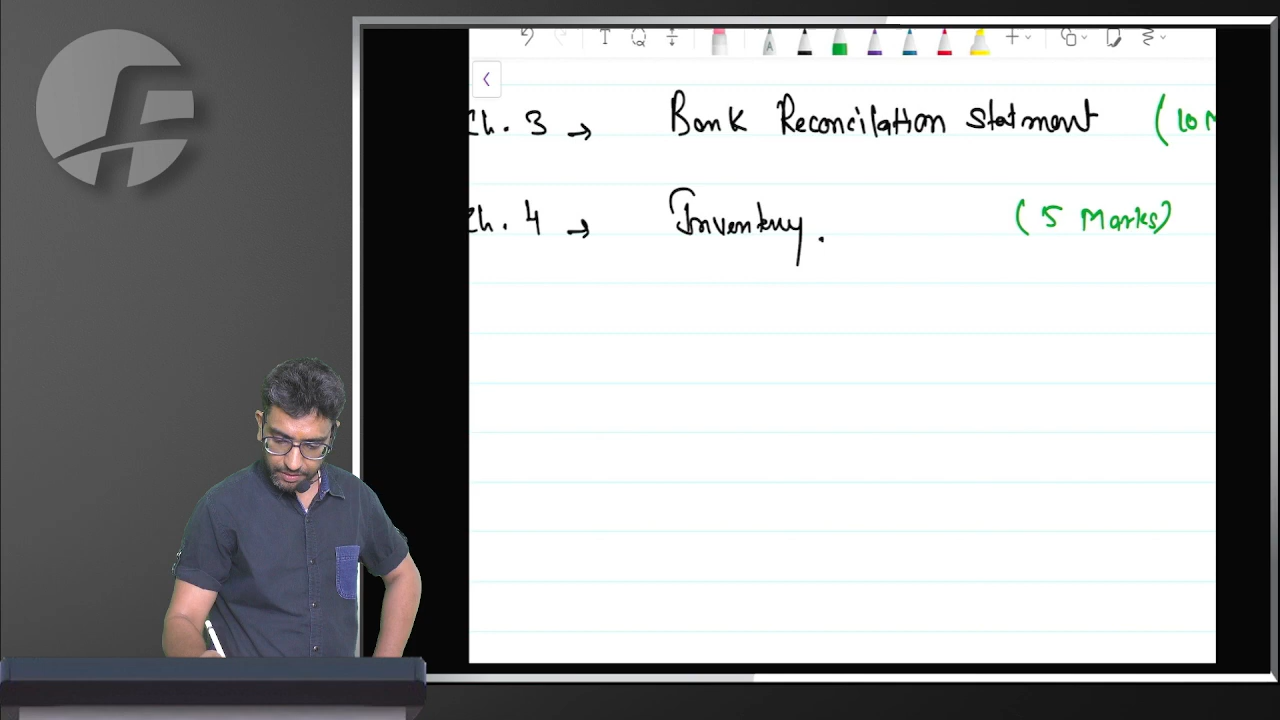 Ch. 3 → Bank Reconcilation Statment (10 M
Ch. 4 → Inventory. (5 Marks)